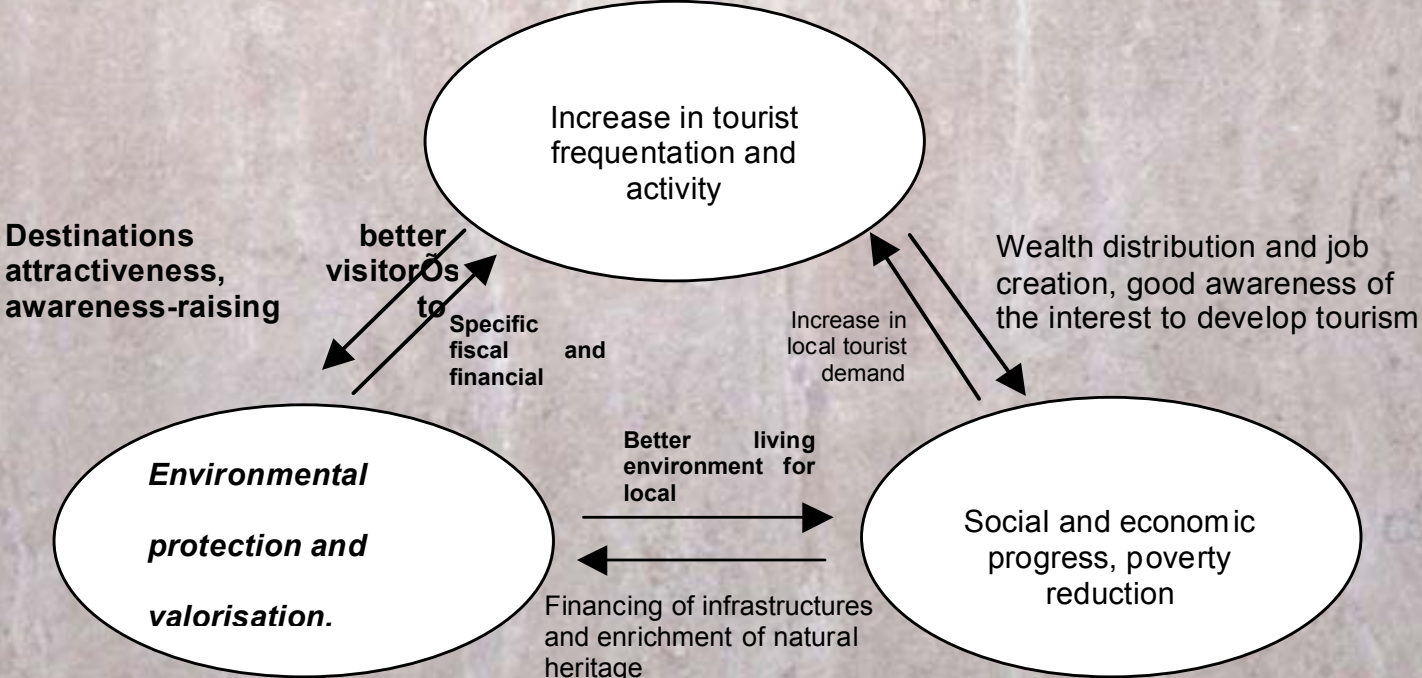 Increase in tourist
frequentation and
activity
Destinations better
attractiveness, visitorÕs
awareness-raising to
Specific
fiscal and
financial
Increase in
local tourist
demand
Wealth distribution and job
creation, good awareness of
the interest to develop tourism
Environmental
protection and
valorisation.
Better living
environment for
local
Financing of infrastructures
and enrichment of natural
heritage
Social and economic
progress, poverty
reduction